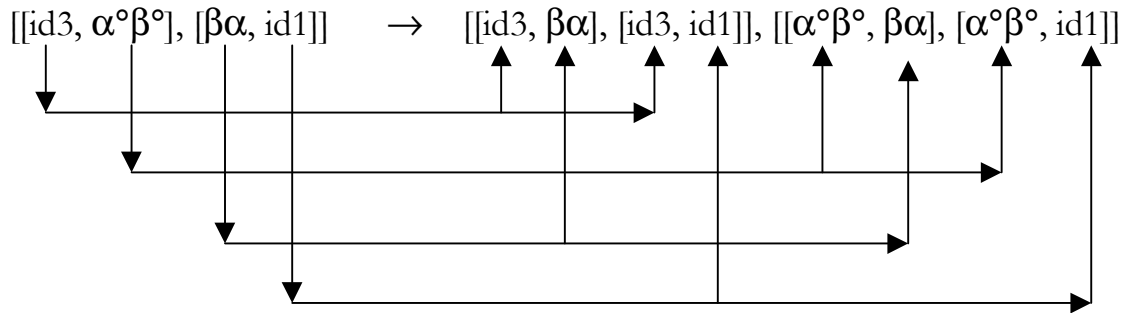 [[id3, α°β°], [βα, id1]] → [[id3, βα], [id3, id1]], [[α°β°, βα], [α°β°, id1]]